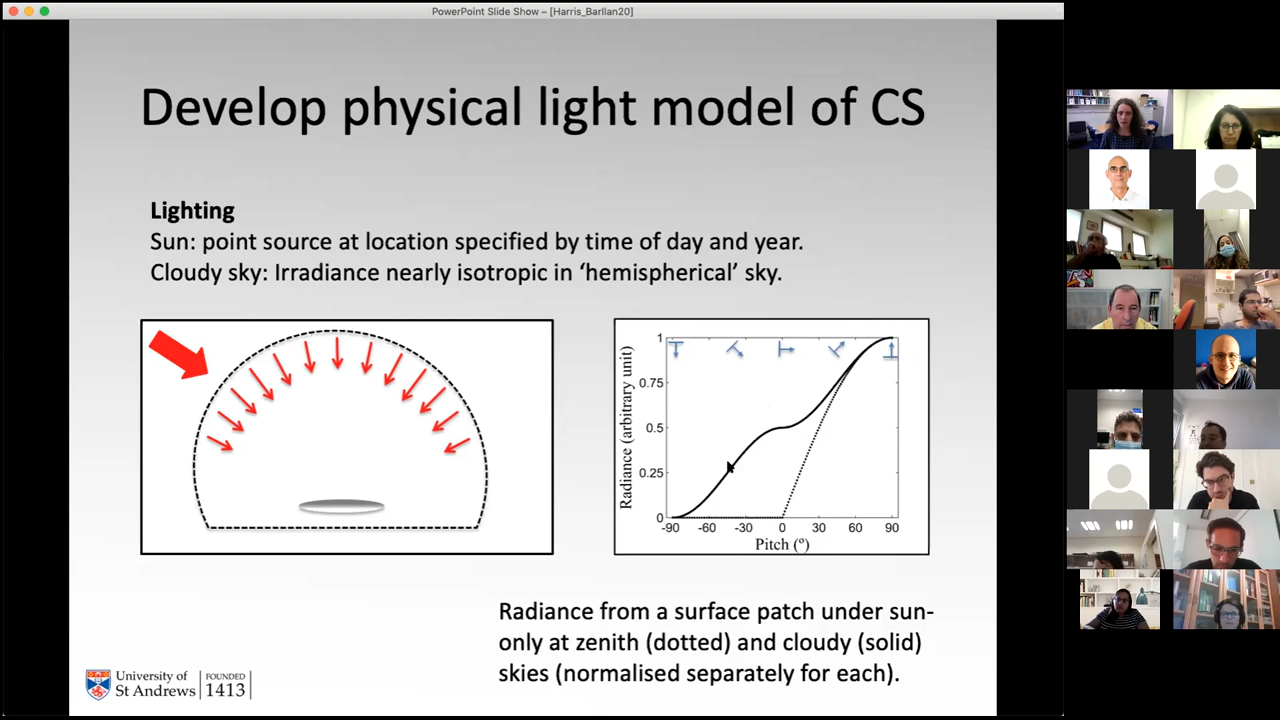 PowerPoint Slide Show – [Harris_BarIlan20]
Develop physical light model of CS
Lighting
Sun: point source at location specified by time of day and year.
Cloudy sky: Irradiance nearly isotropic in ‘hemispherical’ sky.
Radiance (arbitrary unit)
1
0.75
0.5
0.25
0
-90 -60 -30 0 30 60 90
Pitch (º)
Radiance from a surface patch under sun-
only at zenith (dotted) and cloudy (solid)
skies (normalised separately for each).
University of
St Andrews
FOUNDED
1413